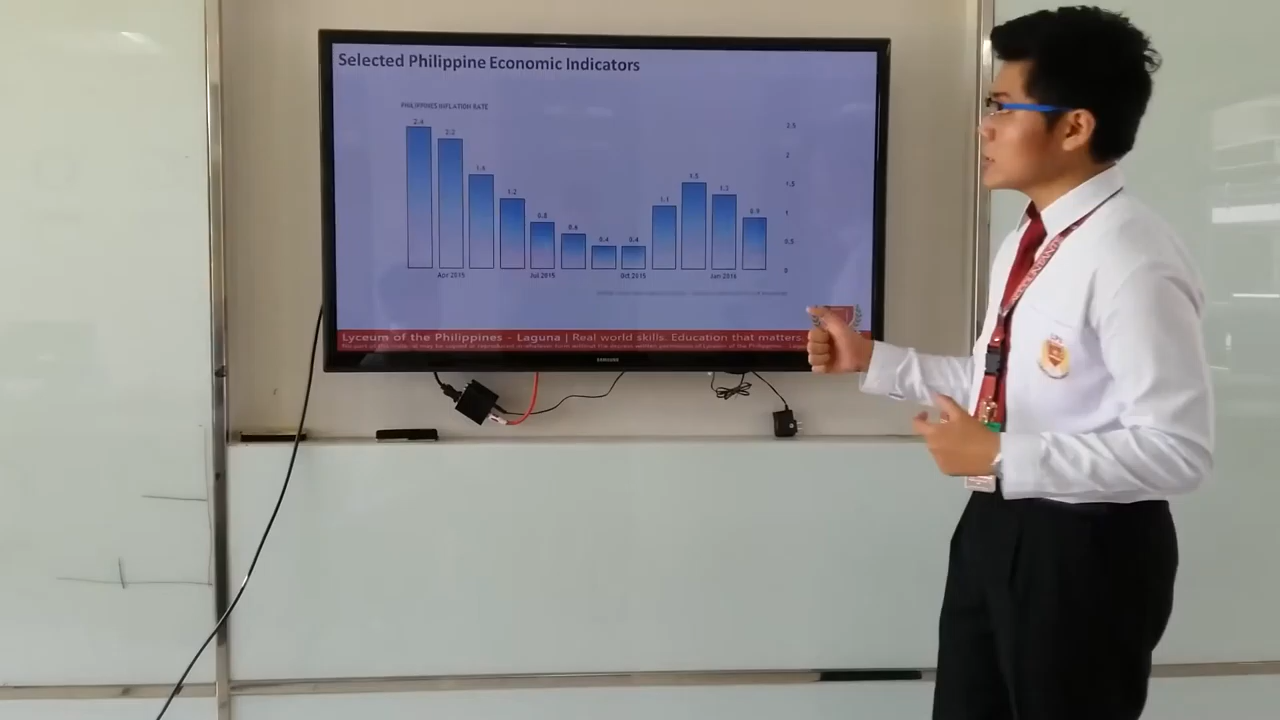 Selected Philippine Economic Indicators
PHILIPPINES INFLATION RATE
2.4
2.2
1.6
1.2
0.8
0.6
0.4
0.4
1.1
1.5
1.3
0.9
2.5
2
1.5
1
0.5
0
Apr 2015
Jul 2015
Oct 2015
Jan 2016
Lyceum of the Philippines - Laguna | Real world skills. Education that matters.
SAMSUNG